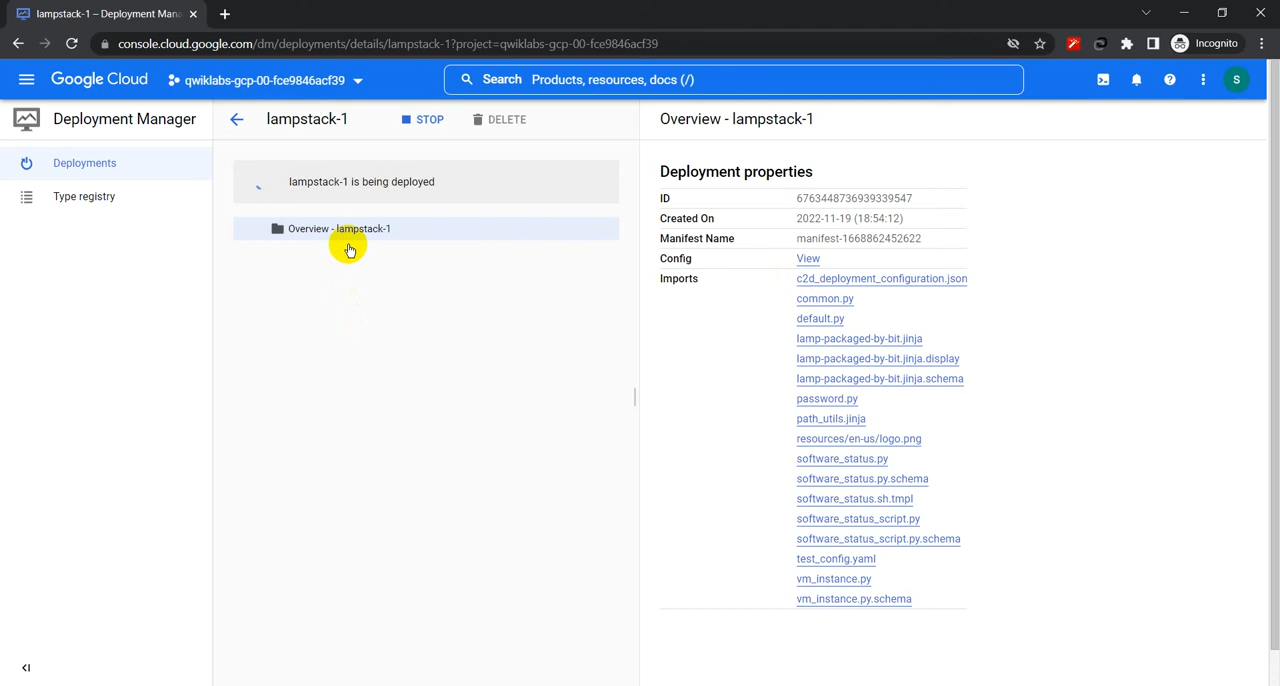 lampstack-1 – Deployment Mana
console.cloud.google.com/dm/deployments/details/lampstack-1?project=qwiklabs-gcp-00-fce9846acf39
Incognito
Google Cloud
qwiklabs-gcp-00-fce9846acf39
Search Products, resources, docs (/)
S
Deployment Manager
lampstack-1
STOP
DELETE
Overview - lampstack-1
Deployments
Type registry
lampstack-1 is being deployed
Overview - lampstack-1
Deployment properties
ID 6763448736939339547
Created On 2022-11-19 (18:54:12)
Manifest Name manifest-1668862452622
Config View
Imports c2d_deployment_configuration.json
common.py
default.py
lamp-packaged-by-bit.jinja
lamp-packaged-by-bit.jinja.display
lamp-packaged-by-bit.jinja.schema
password.py
path_utils.jinja
resources/en-us/logo.png
software_status.py
software_status.py.schema
software_status.sh.tmpl
software_status_script.py
software_status_script.py.schema
test_config.yaml
vm_instance.py
vm_instance.py.schema